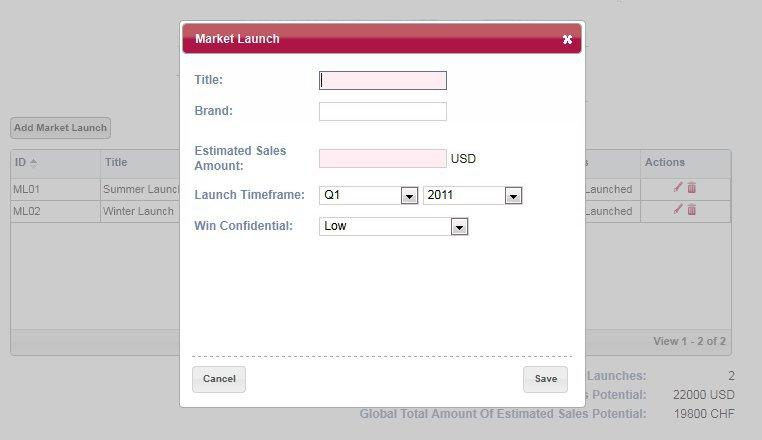 Market Launch
Title:
Brand:
Add Market Launch
Estimated Sales
Amount:
USD
ID Title Actions
ML01 Summer Launch Launched
ML02 Winter Launch Launched
Launch Timeframe: Q1 2011
Win Confidential: Low
View 1 - 2 of 2
Cancel Save
Launches: 2
Potential: 22000 USD
Global Total Amount Of Estimated Sales Potential: 19800 CHF